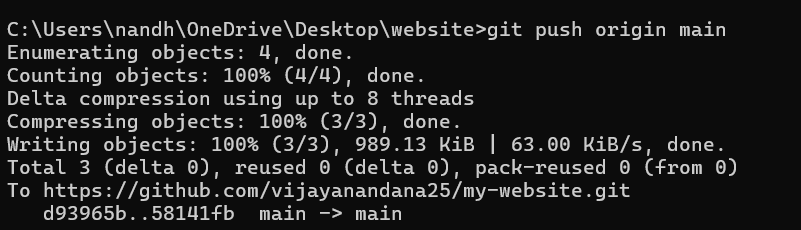 C:\Users\nandh\OneDrive\Desktop\website>git push origin main
Enumerating objects: 4, done.
Counting objects: 100% (4/4), done.
Delta compression using up to 8 threads
Compressing objects: 100% (3/3), done.
Writing objects: 100% (3/3), 989.13 KiB | 63.00 KiB/s, done.
Total 3 (delta 0), reused 0 (delta 0), pack-reused 0 (from 0)
To https://github.com/vijayanandana25/my-website.git
   d93965b..58141fb  main -> main